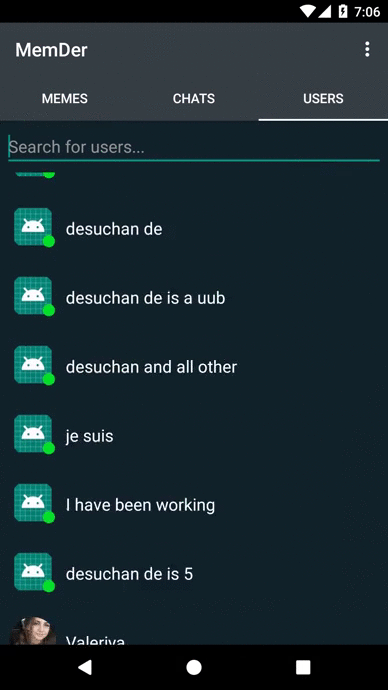 7:06
MemDer
MEMES CHATS USERS
Search for users...
desuchan de
desuchan de is a uub
desuchan and all other
je suis
I have been working
desuchan de is 5
Valeriya